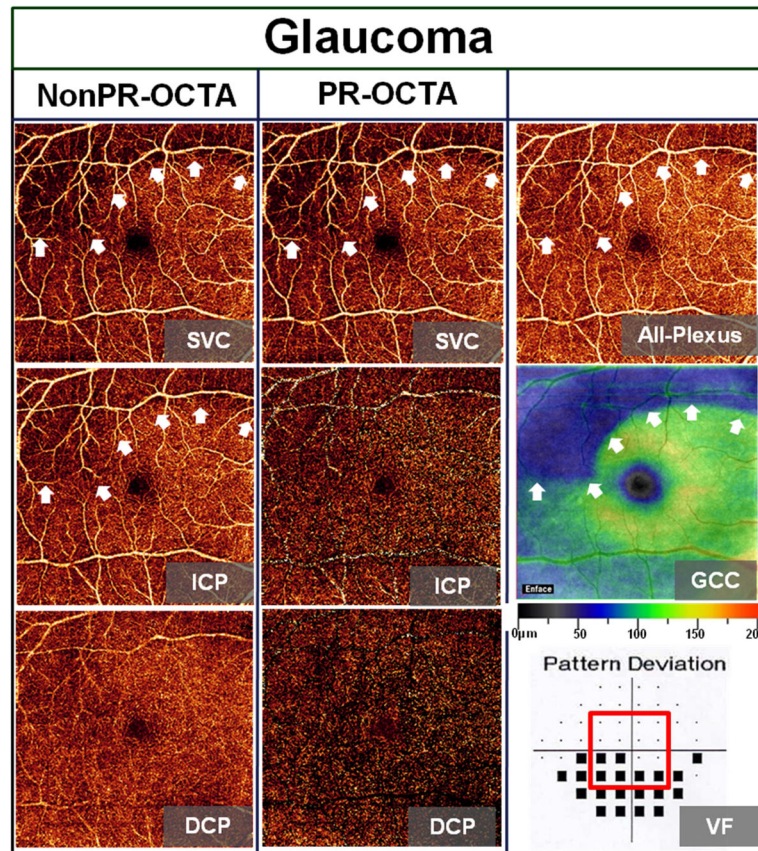 Glaucoma
NonPR-OCTA
PR-OCTA
SVC
SVC
All-Plexus
ICP
ICP
Enface
GCC
0µm 50 100 150 200
DCP
DCP
Pattern Deviation
VF